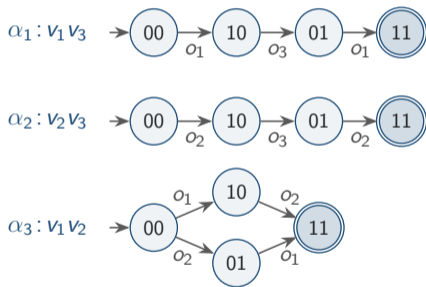 α₁: v₁v₃ 00 o₁ 10 o₃ 01 o₁ 11
α₂: v₂v₃ 00 o₂ 10 o₃ 01 o₂ 11
o₁ 10 o₂
α₃: v₁v₂ 00 11
o₂ 01 o₁